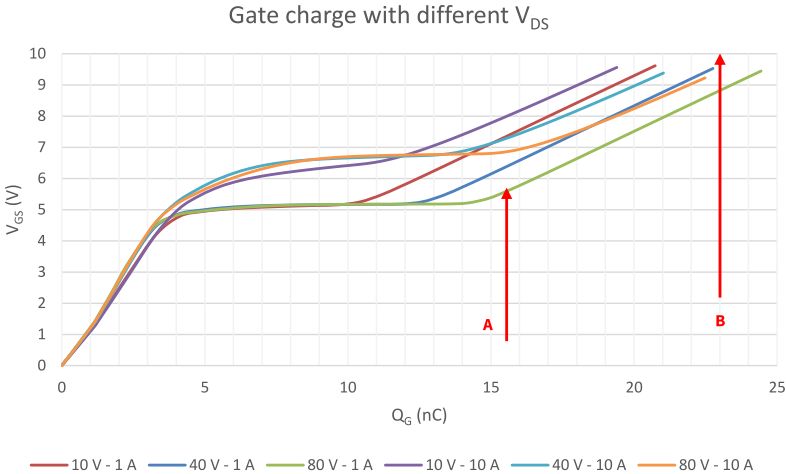 Gate charge with different VDS
10
9
8
7
6
5
4
3
2
1
0
VGS (V)
A
B
0 5 10 15 20 25
QG (nC)
10 V - 1 A 40 V - 1 A 80 V - 1 A 10 V - 10 A 40 V - 10 A 80 V - 10 A